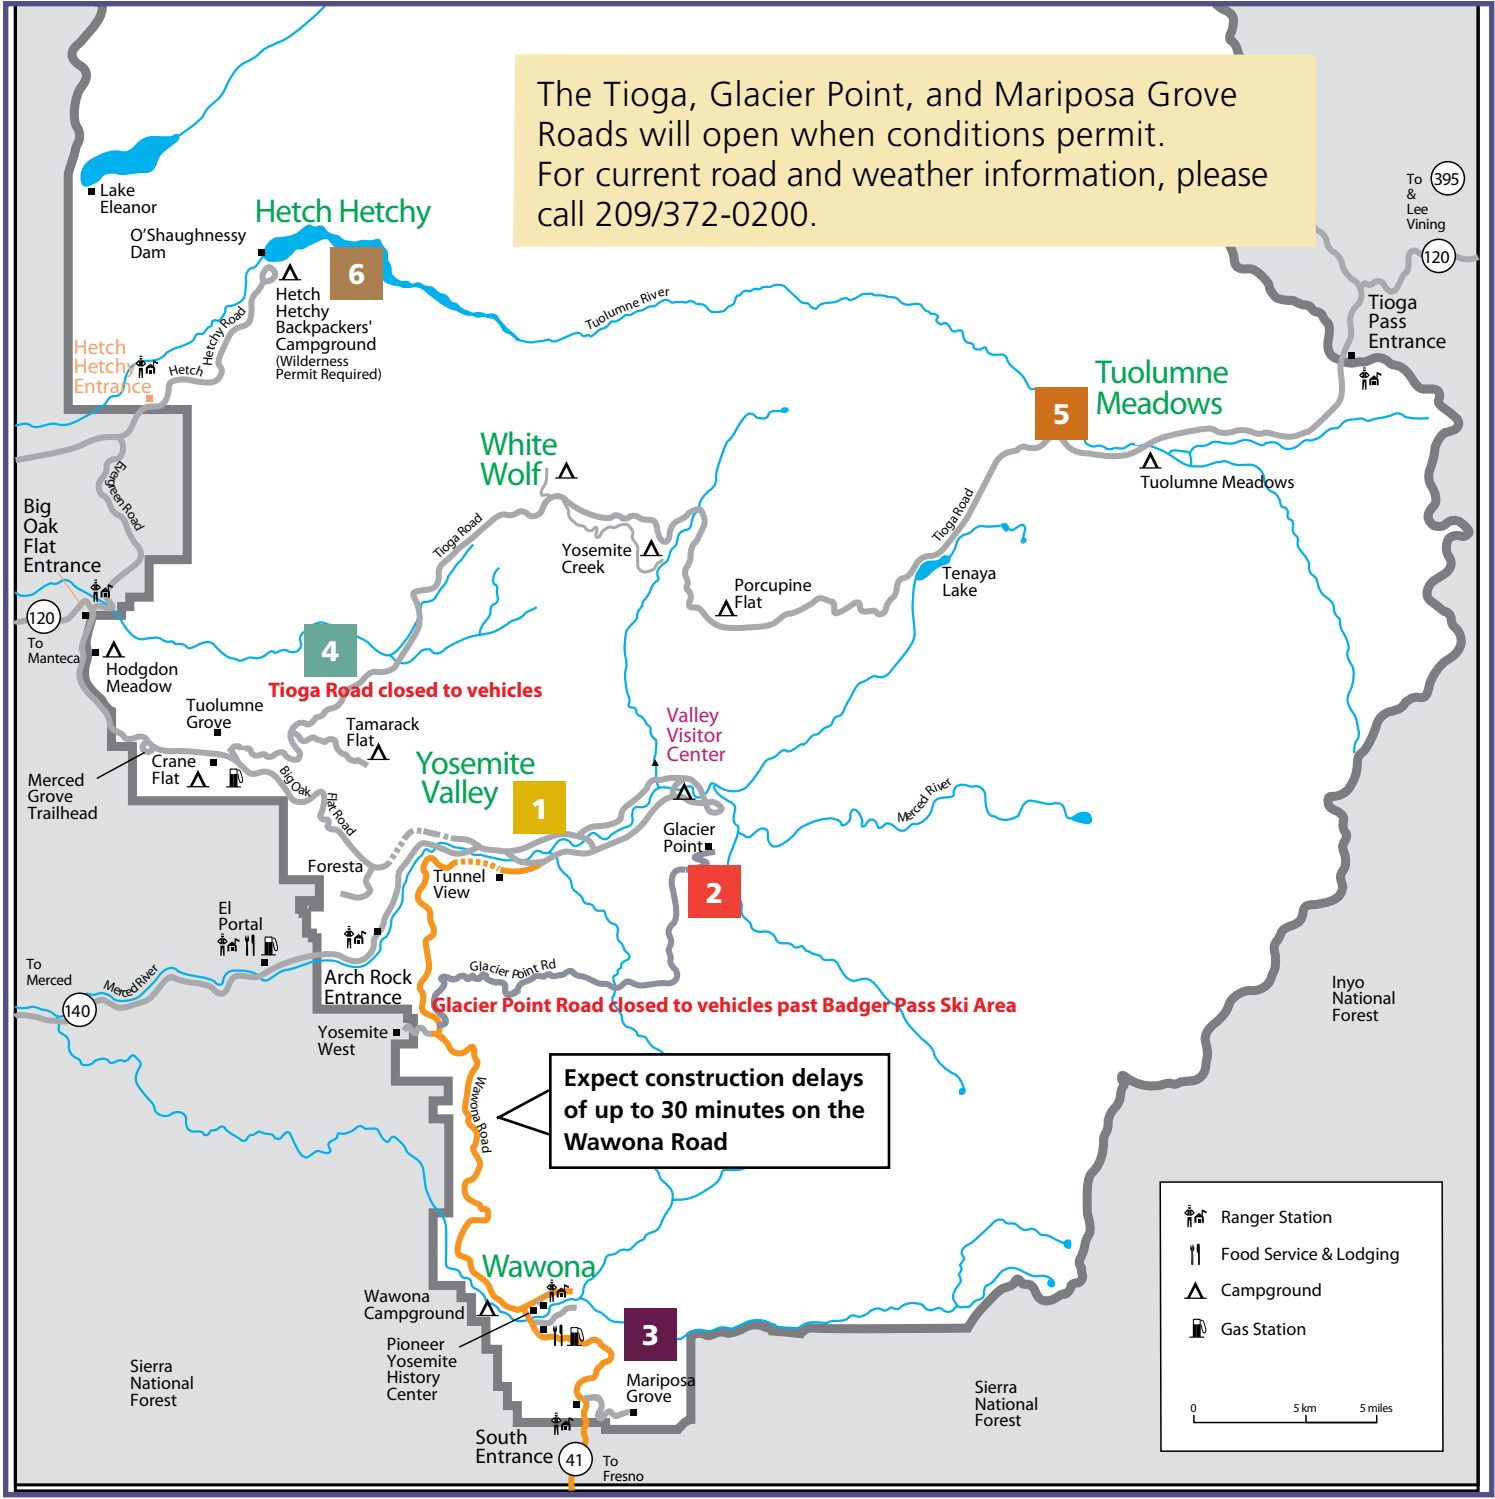 The Tioga, Glacier Point, and Mariposa Grove
Roads will open when conditions permit.
For current road and weather information, please
call 209/372-0200.
To
&
Lee
Vining
395
120
Tioga
Pass
Entrance
Lake
Eleanor
O'Shaughnessy
Dam
Hetch Hetchy
6
Hetch
Hetchy
Backpackers'
Campground
(Wilderness
Permit Required)
Hetch
Hetchy
Entrance
Hetch
Hetchy Road
Tuolumne River
Tuolumne
Meadows
5
Tuolumne Meadows
White
Wolf
Evergreen Road
Big
Oak
Flat
Entrance
120
To
Manteca
Tioga Road
Tioga Road
Yosemite
Creek
Porcupine
Flat
Tenaya
Lake
Hodgdon
Meadow
4
Tioga Road closed to vehicles
Tuolumne
Grove
Tamarack
Flat
Crane
Flat
Merced
Grove
Trailhead
Big Oak
Flat Road
Valley
Visitor
Center
Yosemite
Valley
1
Merced River
Glacier
Point
2
Foresta
Tunnel
View
El
Portal
To
Merced
140
Merced River
Arch Rock
Entrance
Glacier Point Rd
Glacier Point Road closed to vehicles past Badger Pass Ski Area
Inyo
National
Forest
Yosemite
West
Expect construction delays
of up to 30 minutes on the
Wawona Road
Wawona Road
Wawona
Wawona
Campground
Pioneer
Yosemite
History
Center
3
Mariposa
Grove
South
Entrance
41
To
Fresno
Sierra
National
Forest
Sierra
National
Forest
Ranger Station
Food Service & Lodging
Campground
Gas Station
0
5 km
5 miles